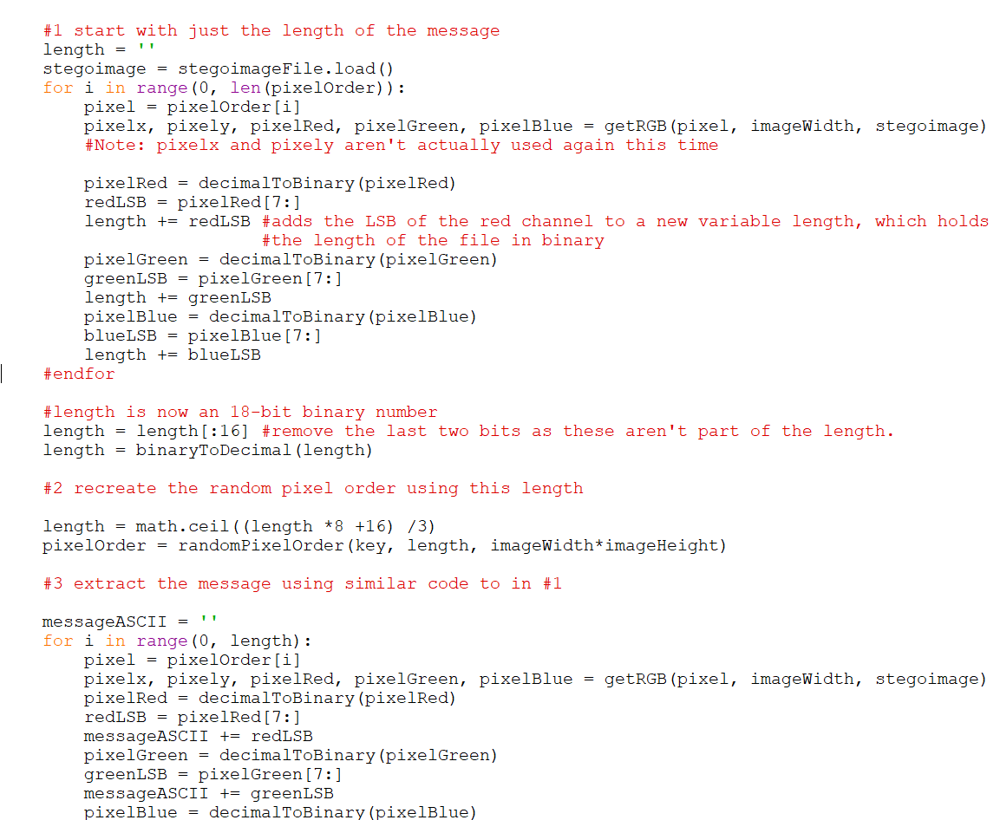 #1 start with just the length of the message
length = ''
stegoimage = stegoimageFile.load()
for i in range(0, len(pixelOrder)):
    pixel = pixelOrder[i]
    pixelx, pixely, pixelRed, pixelGreen, pixelBlue = getRGB(pixel, imageWidth, stegoimage)
    #Note: pixelx and pixely aren't actually used again this time
    pixelRed = decimalToBinary(pixelRed)
    redLSB = pixelRed[7:]
    length += redLSB #adds the LSB of the red channel to a new variable length, which holds
                     #the length of the file in binary
    pixelGreen = decimalToBinary(pixelGreen)
    greenLSB = pixelGreen[7:]
    length += greenLSB
    pixelBlue = decimalToBinary(pixelBlue)
    blueLSB = pixelBlue[7:]
    length += blueLSB
#endfor
#length is now an 18-bit binary number
length = length[:16] #remove the last two bits as these aren't part of the length.
length = binaryToDecimal(length)
#2 recreate the random pixel order using this length
length = math.ceil((length *8 +16) /3)
pixelOrder = randomPixelOrder(key, length, imageWidth*imageHeight)
#3 extract the message using similar code to in #1
messageASCII = ''
for i in range(0, length):
    pixel = pixelOrder[i]
    pixelx, pixely, pixelRed, pixelGreen, pixelBlue = getRGB(pixel, imageWidth, stegoimage)
    pixelRed = decimalToBinary(pixelRed)
    redLSB = pixelRed[7:]
    messageASCII += redLSB
    pixelGreen = decimalToBinary(pixelGreen)
    greenLSB = pixelGreen[7:]
    messageASCII += greenLSB
    pixelBlue = decimalToBinary(pixelBlue)